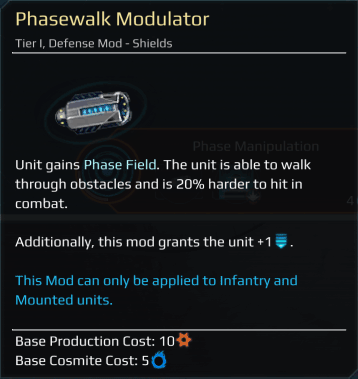 Phasewalk Modulator
Tier I, Defense Mod - Shields
Phase Manipulation
Unit gains Phase Field. The unit is able to walk
through obstacles and is 20% harder to hit in
combat.
Additionally, this mod grants the unit +1 .
This Mod can only be applied to Infantry and
Mounted units.
Base Production Cost: 10
Base Cosmite Cost: 5